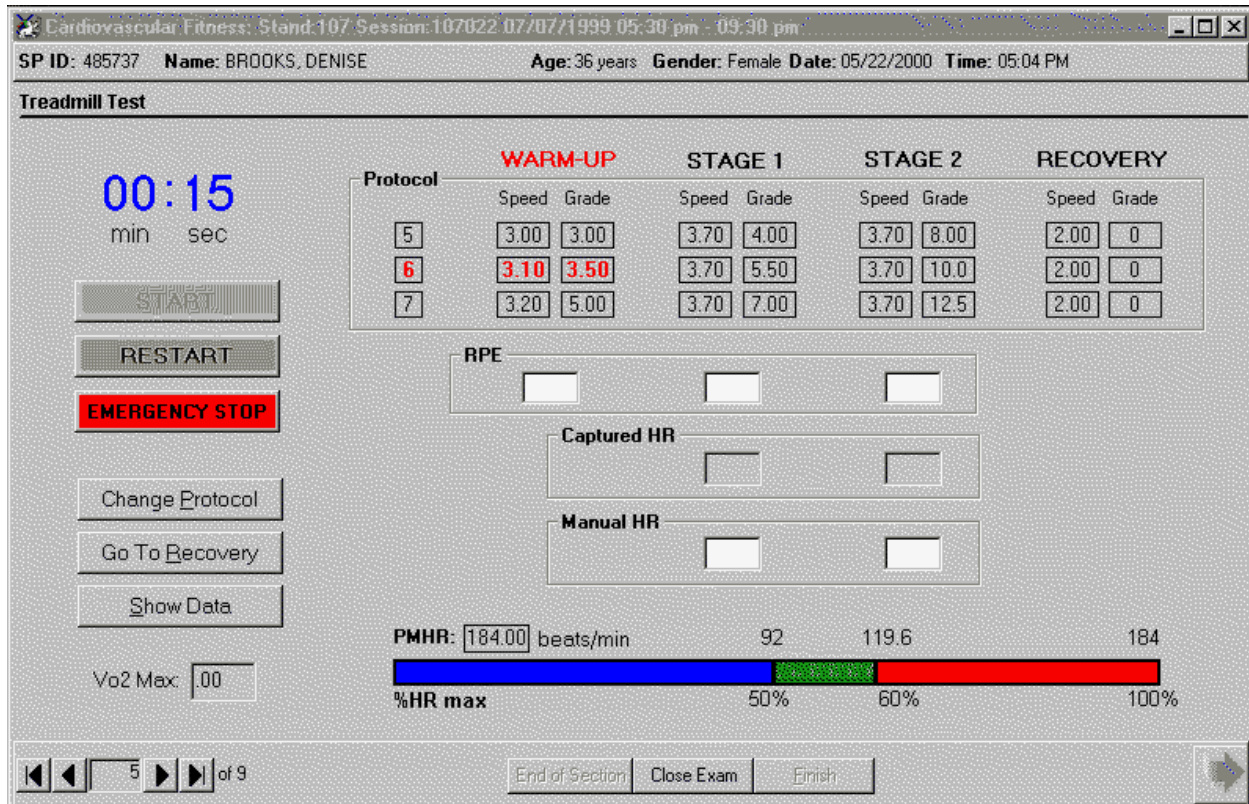 Cardiovascular Fitness: Stand:107 Session:107022 07/07/1999 05:30 pm - 09:30 pm
SP ID: 485737 Name: BROOKS, DENISE Age: 36 years Gender: Female Date: 05/22/2000 Time: 05:04 PM
Treadmill Test
WARM-UP STAGE 1 STAGE 2 RECOVERY
Protocol
Speed Grade Speed Grade Speed Grade Speed Grade
00:15
min sec
5 3.00 3.00 3.70 4.00 3.70 8.00 2.00 0
6 3.10 3.50 3.70 5.50 3.70 10.0 2.00 0
7 3.20 5.00 3.70 7.00 3.70 12.5 2.00 0
START
RESTART
EMERGENCY STOP
RPE
Captured HR
Manual HR
Change Protocol
Go To Recovery
Show Data
Vo2 Max: .00
PMHR: 184.00 beats/min 92 119.6 184
%HR max 50% 60% 100%
5 of 9 End of Section Close Exam Finish